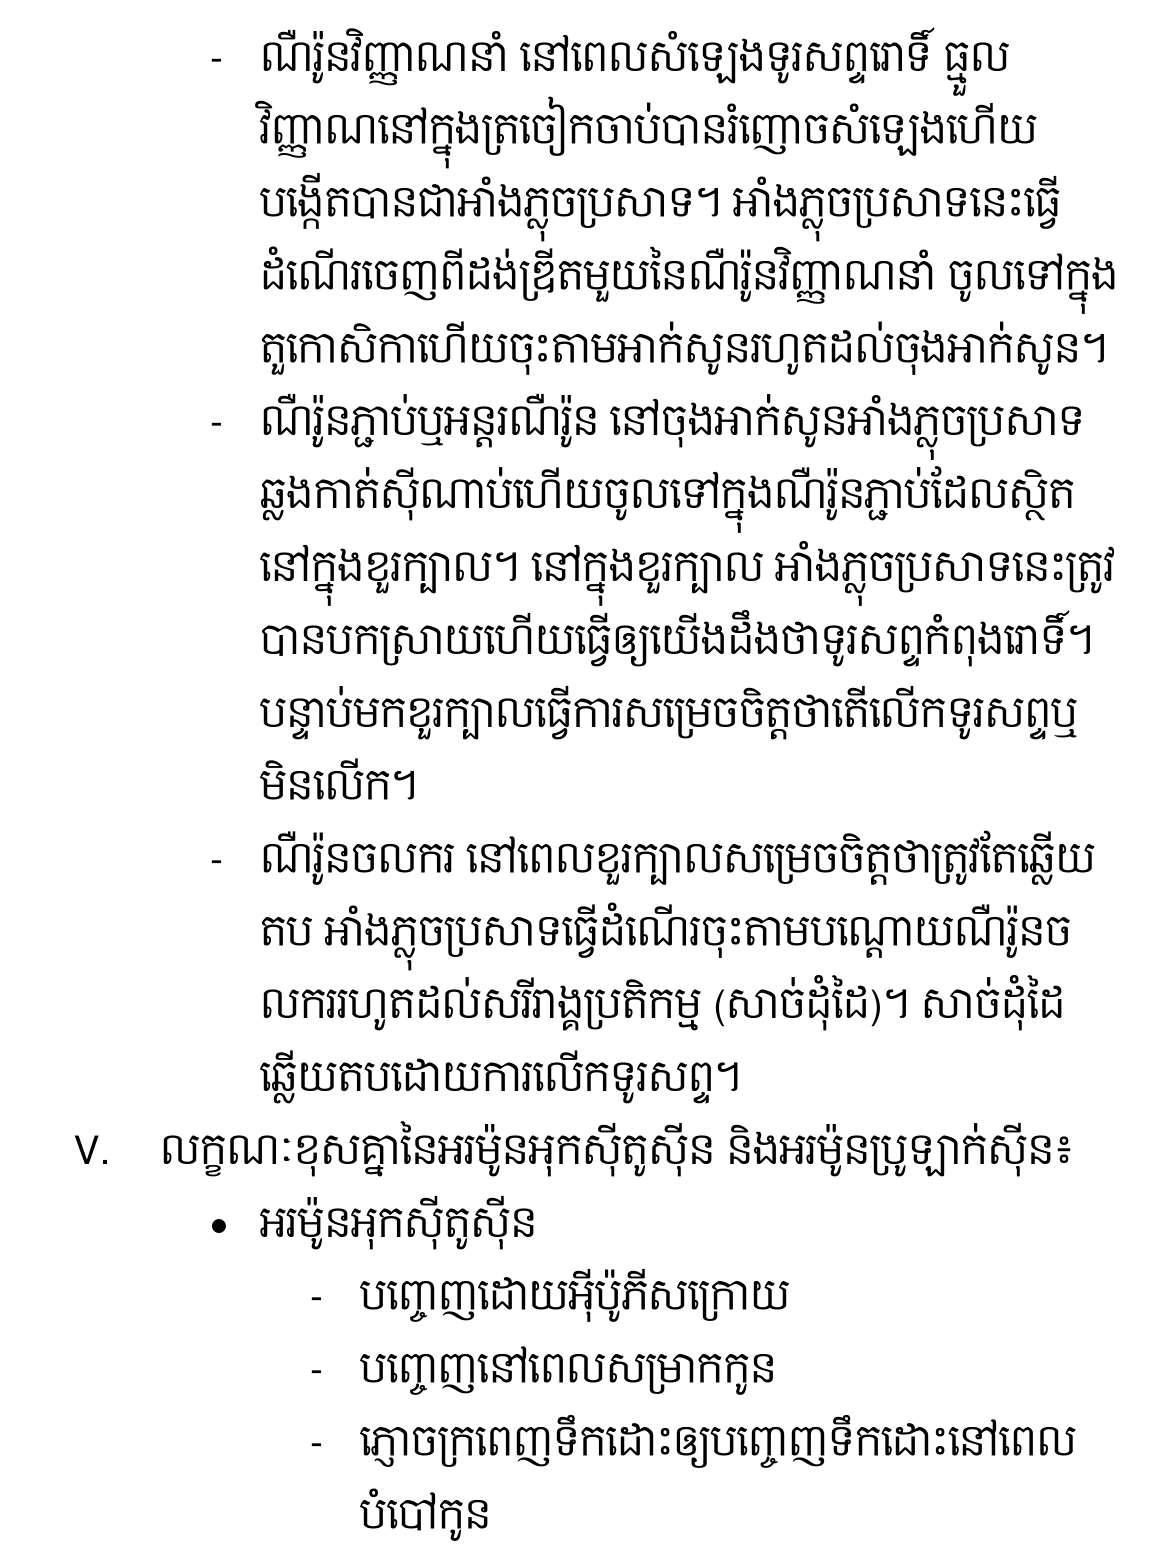 - ណឺរ៉ូនវិញ្ញាណនាំ នៅពេលសំឡេងទូរសព្ទរោទិ៍ ធ្មួល
វិញ្ញាណនៅក្នុងត្រចៀកចាប់បានរំញោចសំឡេងហើយ
បង្កើតបានជាអាំងភ្លុចប្រសាទ។ អាំងភ្លុចប្រសាទនេះធ្វើ
ដំណើរចេញពីដង់ឌ្រីតមួយនៃណឺរ៉ូនវិញ្ញាណនាំ ចូលទៅក្នុង
តួកោសិកាហើយចុះតាមអាក់សូនរហូតដល់ចុងអាក់សូន។
- ណឺរ៉ូនភ្ជាប់ឬអន្តរណឺរ៉ូន នៅចុងអាក់សូនអាំងភ្លុចប្រសាទ
ឆ្លងកាត់ស៊ីណាប់ហើយចូលទៅក្នុងណឺរ៉ូនភ្ជាប់ដែលស្ថិត
នៅក្នុងខួរក្បាល។ នៅក្នុងខួរក្បាល អាំងភ្លុចប្រសាទនេះត្រូវ
បានបកស្រាយហើយធ្វើឲ្យយើងដឹងថាទូរសព្ទកំពុងរោទិ៍។
បន្ទាប់មកខួរក្បាលធ្វើការសម្រេចចិត្តថាតើលើកទូរសព្ទឬ
មិនលើក។
- ណឺរ៉ូនចលករ នៅពេលខួរក្បាលសម្រេចចិត្តថាត្រូវតែឆ្លើយ
តប អាំងភ្លុចប្រសាទធ្វើដំណើរចុះតាមបណ្តោយណឺរ៉ូនច
លកររហូតដល់សរីរាង្គប្រតិកម្ម (សាច់ដុំដៃ)។ សាច់ដុំដៃ
ឆ្លើយតបដោយការលើកទូរសព្ទ។
V. លក្ខណៈខុសគ្នានៃអរម៉ូនអុកស៊ីតូស៊ីន និងអរម៉ូនប្រូឡាក់ស៊ីន៖
• អរម៉ូនអុកស៊ីតូស៊ីន
- បញ្ចេញដោយអ៊ីប៉ូភីសក្រោយ
- បញ្ចេញនៅពេលសម្រាកកូន
- ភ្ញោចក្រពេញទឹកដោះឲ្យបញ្ចេញទឹកដោះនៅពេល
បំបៅកូន